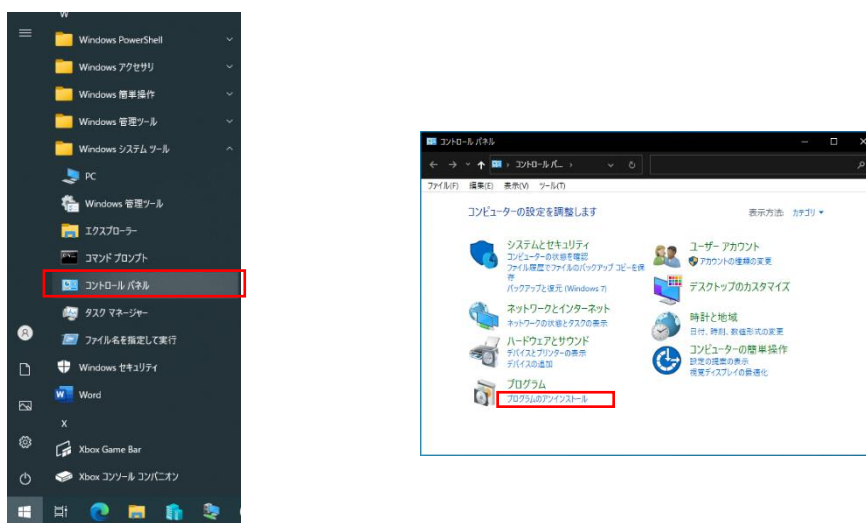 W
Windows PowerShell
Windows アクセサリ
Windows 簡単操作
Windows 管理ツール
Windows システム ツール
PC
Windows 管理ツール
エクスプローラー
コマンド プロンプト
コントロール パネル
タスク マネージャー
ファイル名を指定して実行
Windows セキュリティ
Word
X
Xbox Game Bar
Xbox コンソール コンパニオン
コントロール パネル
コントロール パ...
ファイル(F) 編集(E) 表示(V) ツール(T)
コンピューターの設定を調整します
表示方法: カテゴリ
システムとセキュリティ
コンピューターの状態を確認
ファイル履歴でファイルのバックアップ コピーを保
存
バックアップと復元 (Windows 7)
ネットワークとインターネット
ネットワークの状態とタスクの表示
ハードウェアとサウンド
デバイスとプリンターの表示
デバイスの追加
プログラム
プログラムのアンインストール
ユーザー アカウント
アカウントの種類の変更
デスクトップのカスタマイズ
時計と地域
日付、時刻、数値形式の変更
コンピューターの簡単操作
設定の提案の表示
視覚ディスプレイの最適化